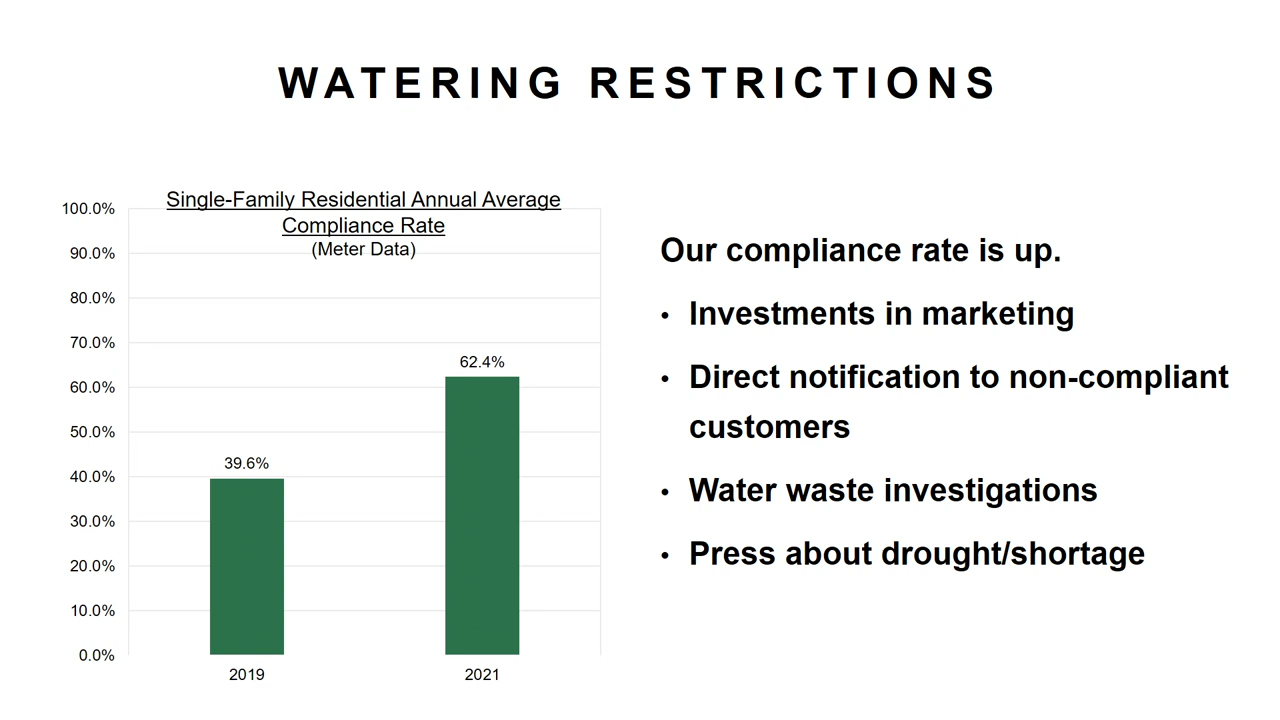 WATERING RESTRICTIONS
Single-Family Residential Annual Average
Compliance Rate
(Meter Data)
100.0%
90.0%
80.0%
70.0%
60.0%
50.0%
40.0%
30.0%
20.0%
10.0%
0.0%
39.6%
62.4%
2019
2021
Our compliance rate is up.
• Investments in marketing
• Direct notification to non-compliant
customers
• Water waste investigations
• Press about drought/shortage